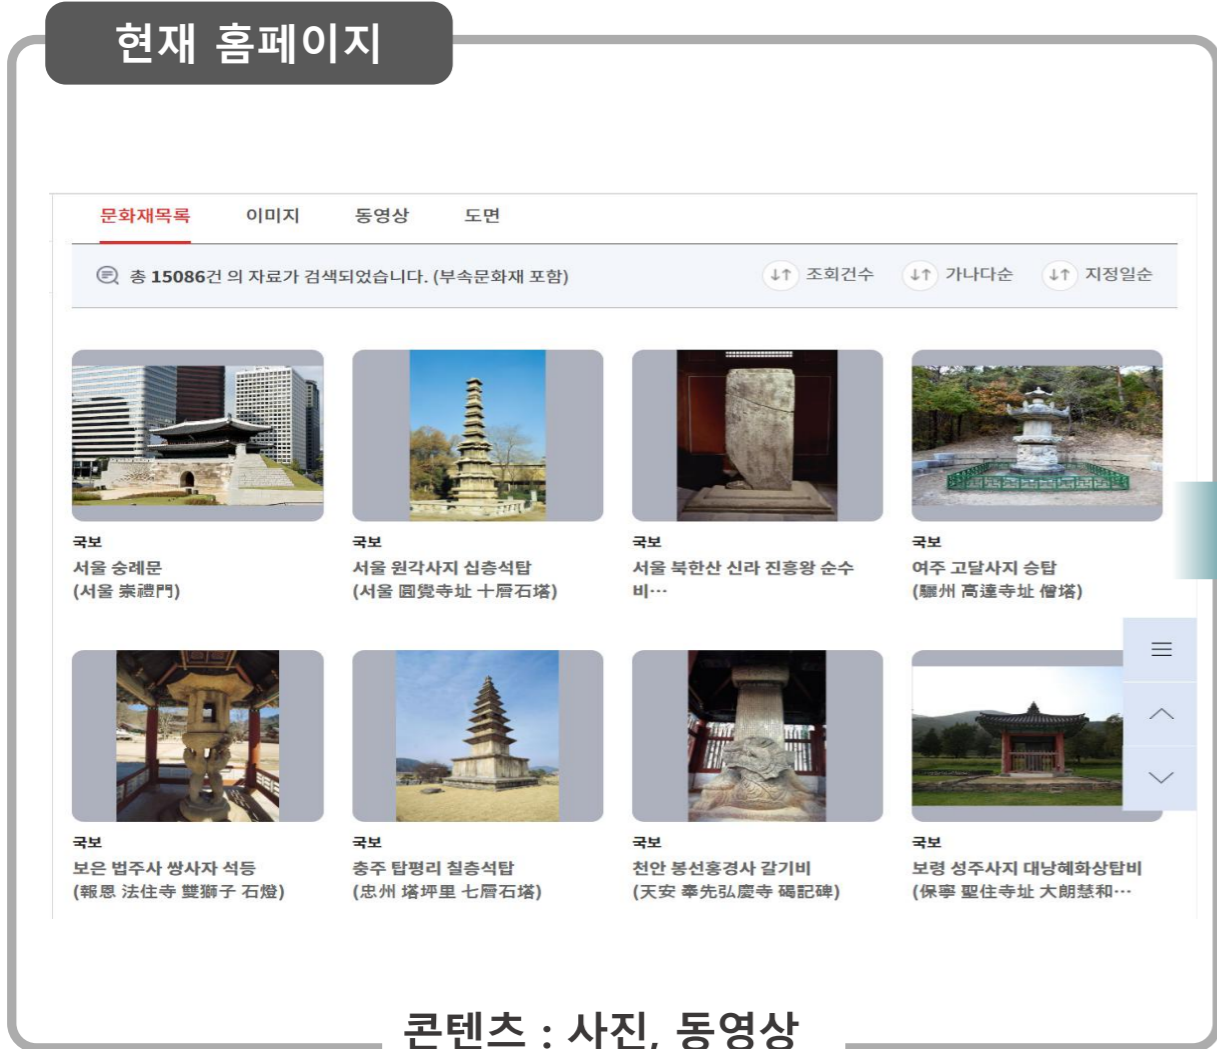 현재 홈페이지
문화재목록 이미지 동영상 도면
총 15086건 의 자료가 검색되었습니다. (부속문화재 포함) 조회건수 가나다순 지정일순
국보 국보 국보 국보
서울 숭례문 서울 원각사지 십층석탑 서울 북한산 신라 진흥왕 순수 여주 고달사지 승탑
(서울 崇禮門) (서울 圓覺寺址 十層石塔) 비… (驪州 高達寺址 僧塔)
국보 국보 국보 국보
보은 법주사 쌍사자 석등 충주 탑평리 칠층석탑 천안 봉선홍경사 갈기비 보령 성주사지 대낭혜화상탑비
(報恩 法住寺 雙獅子 石燈) (忠州 塔坪里 七層石塔) (天安 奉先弘慶寺 碣記碑) (保寧 聖住寺址 大朗慧和…
콘텐츠 : 사진, 동영상